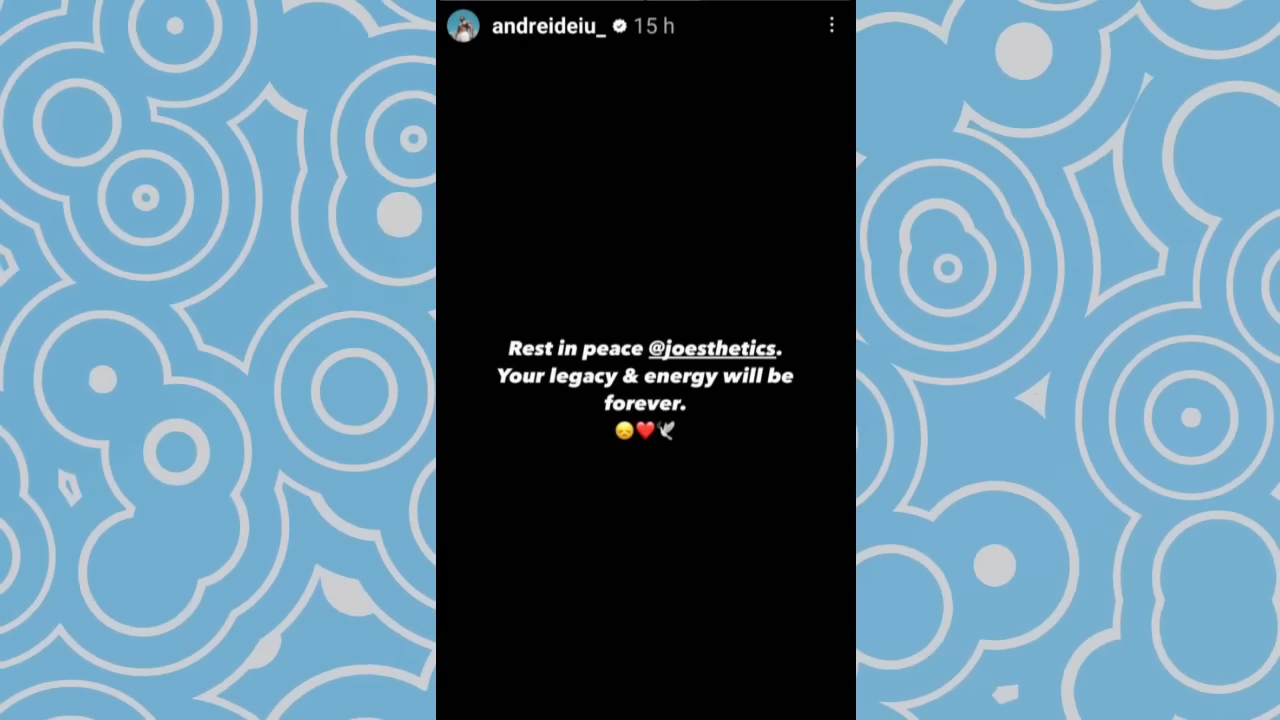 andreideiu_ 15 h
Rest in peace @joesthetics.
Your legacy & energy will be
forever.
😞❤️🕊️